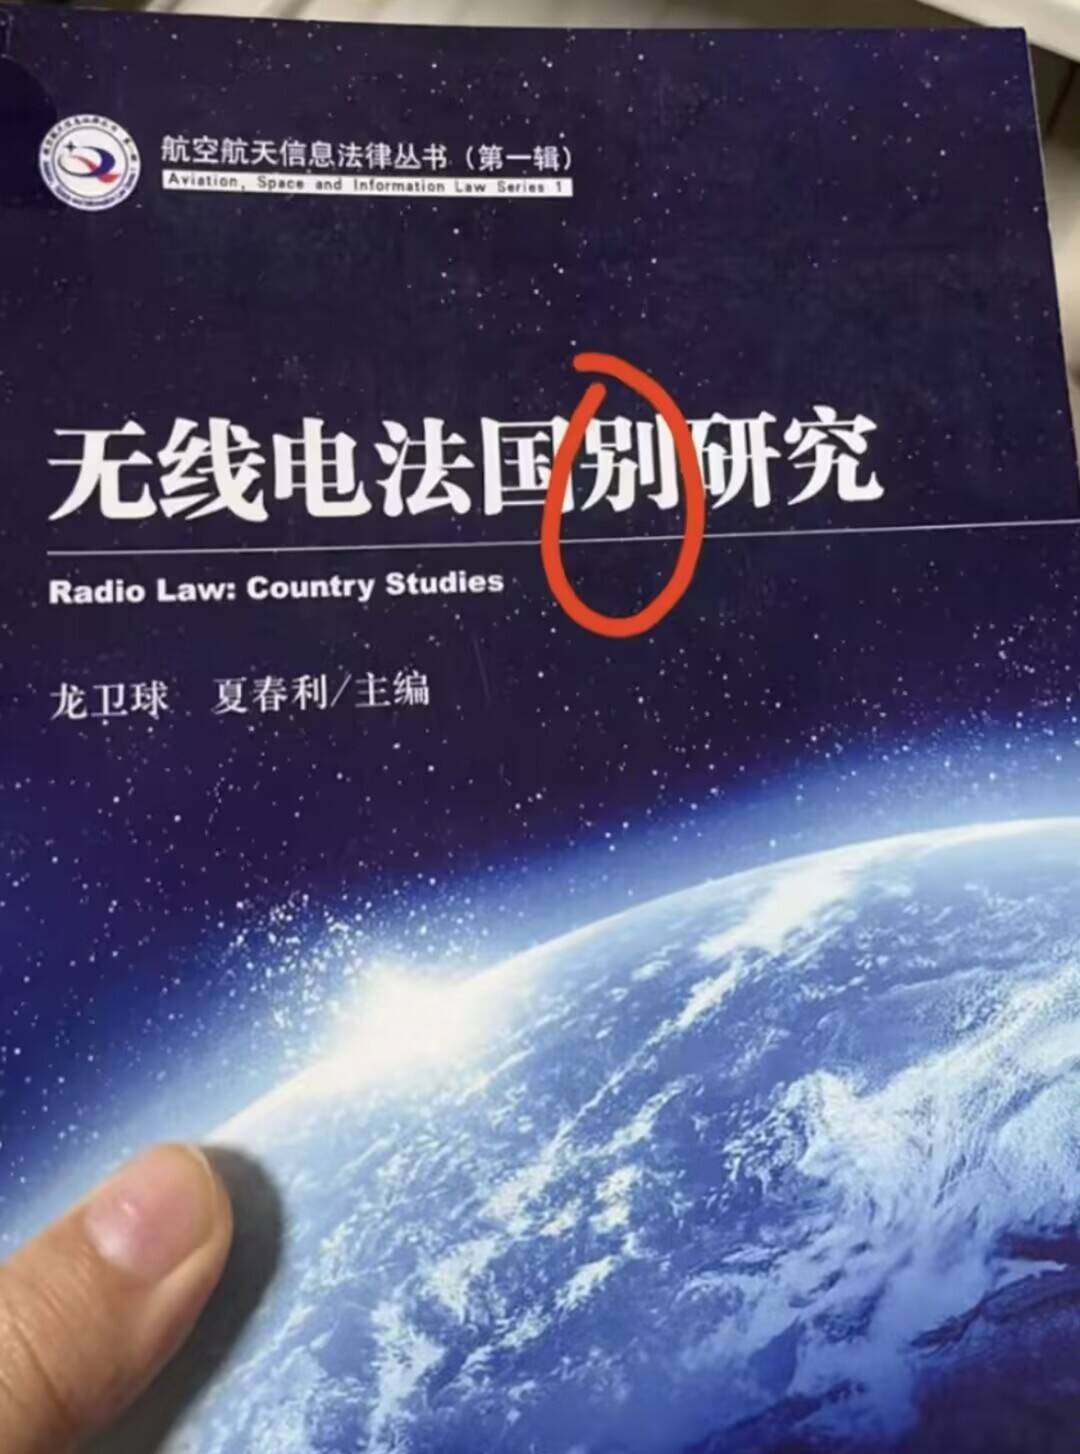 航空航天信息法律丛书（第一辑）
Aviation, Space and Information Law Series 1
无线电法国别研究
Radio Law: Country Studies
龙卫球 夏春利/主编